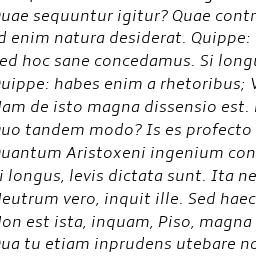 uae sequuntur igitur? Quae contr
d enim natura desiderat. Quippe:
ed hoc sane concedamus. Si long
uippe: habes enim a rhetoribus; V
am de isto magna dissensio est.
uo tandem modo? Is es profecto
uantum Aristoxeni ingenium con
i longus, levis dictata sunt. Ita ne
eutrum vero, inquit ille. Sed haec
on est ista, inquam, Piso, magna
ua tu etiam inprudens utebare no